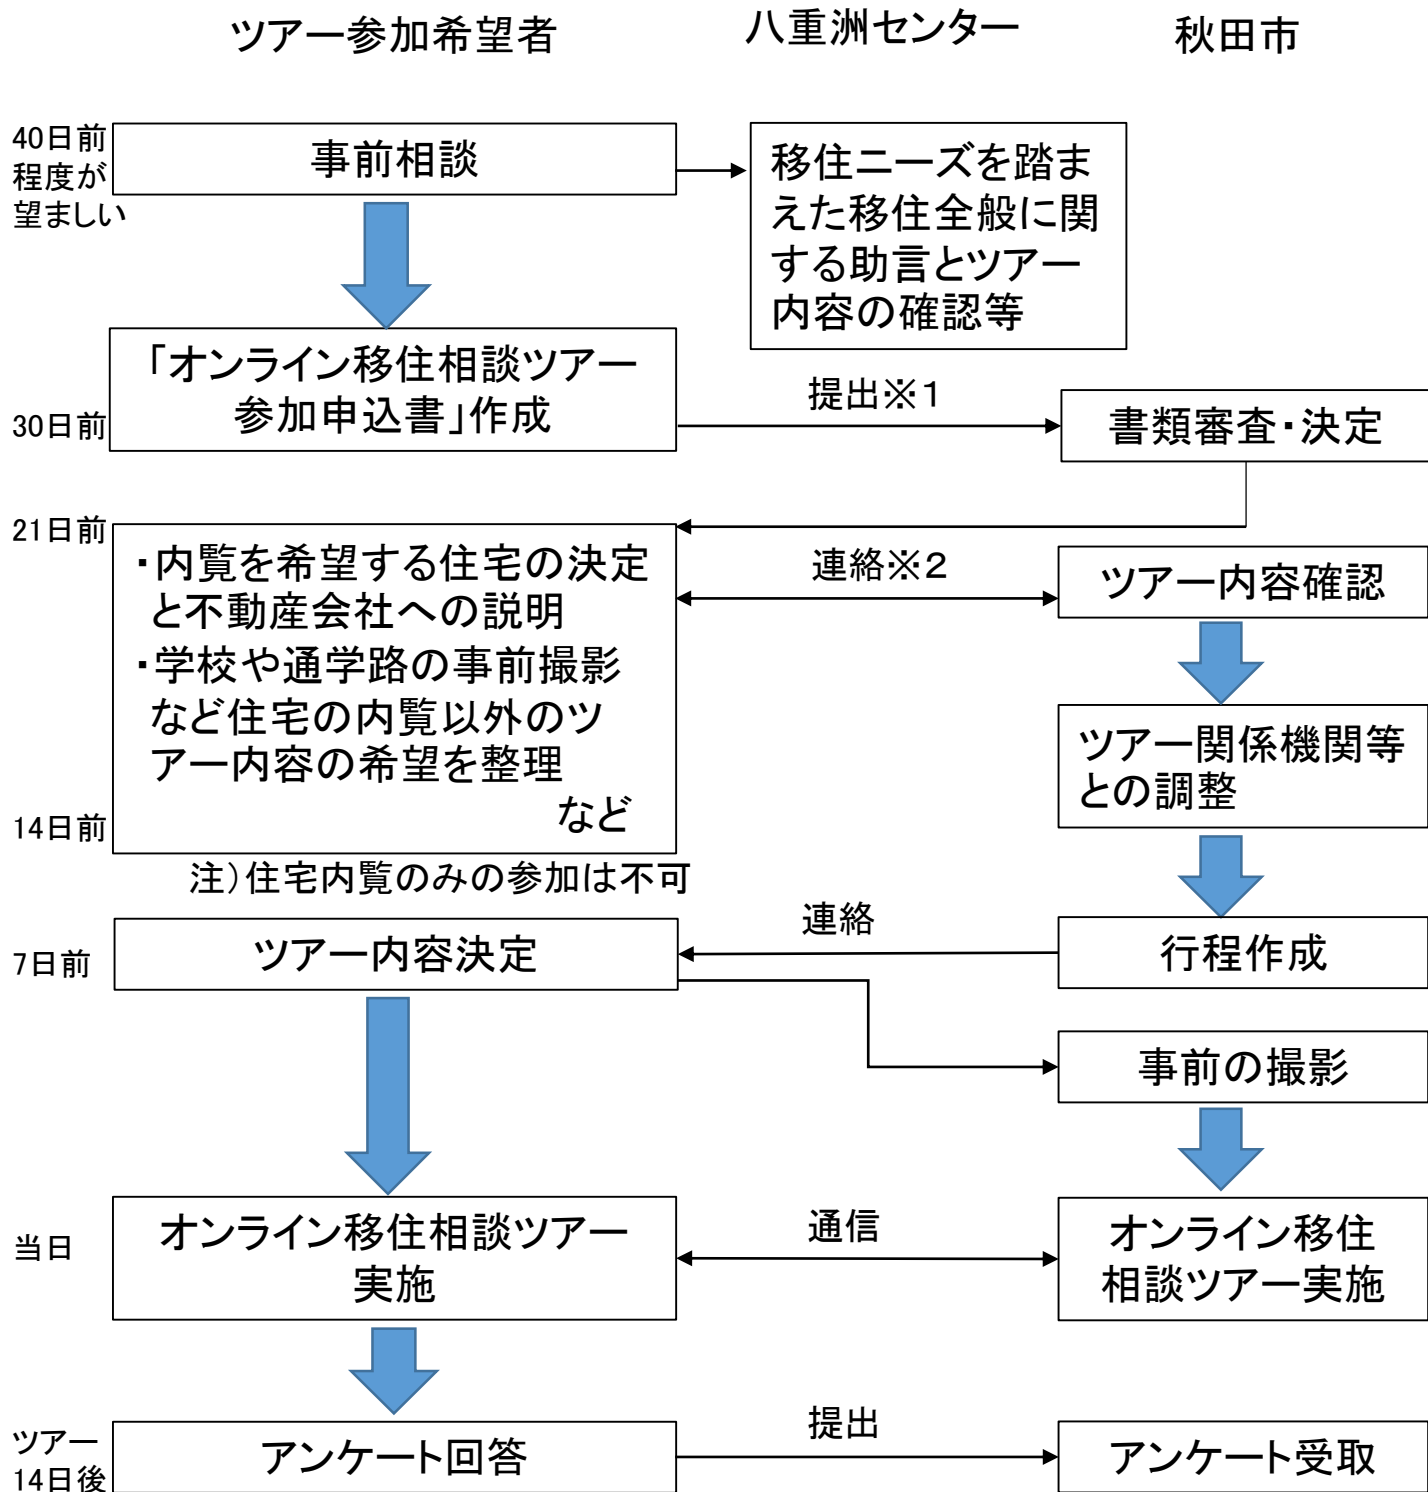 ツアー参加希望者
八重洲センター
秋田市
40日前
程度が
望ましい
事前相談
移住ニーズを踏ま
えた移住全般に関
する助言とツアー
内容の確認等
30日前
「オンライン移住相談ツアー
参加申込書」作成
提出※1
書類審査・決定
21日前
・内覧を希望する住宅の決定
と不動産会社への説明
・学校や通学路の事前撮影
など住宅の内覧以外のツ
アー内容の希望を整理
など
14日前
連絡※2
ツアー内容確認
ツアー関係機関等
との調整
注)住宅内覧のみの参加は不可
7日前
ツアー内容決定
連絡
行程作成
事前の撮影
当日
オンライン移住相談ツアー
実施
通信
オンライン移住
相談ツアー実施
ツアー
14日後
アンケート回答
提出
アンケート受取